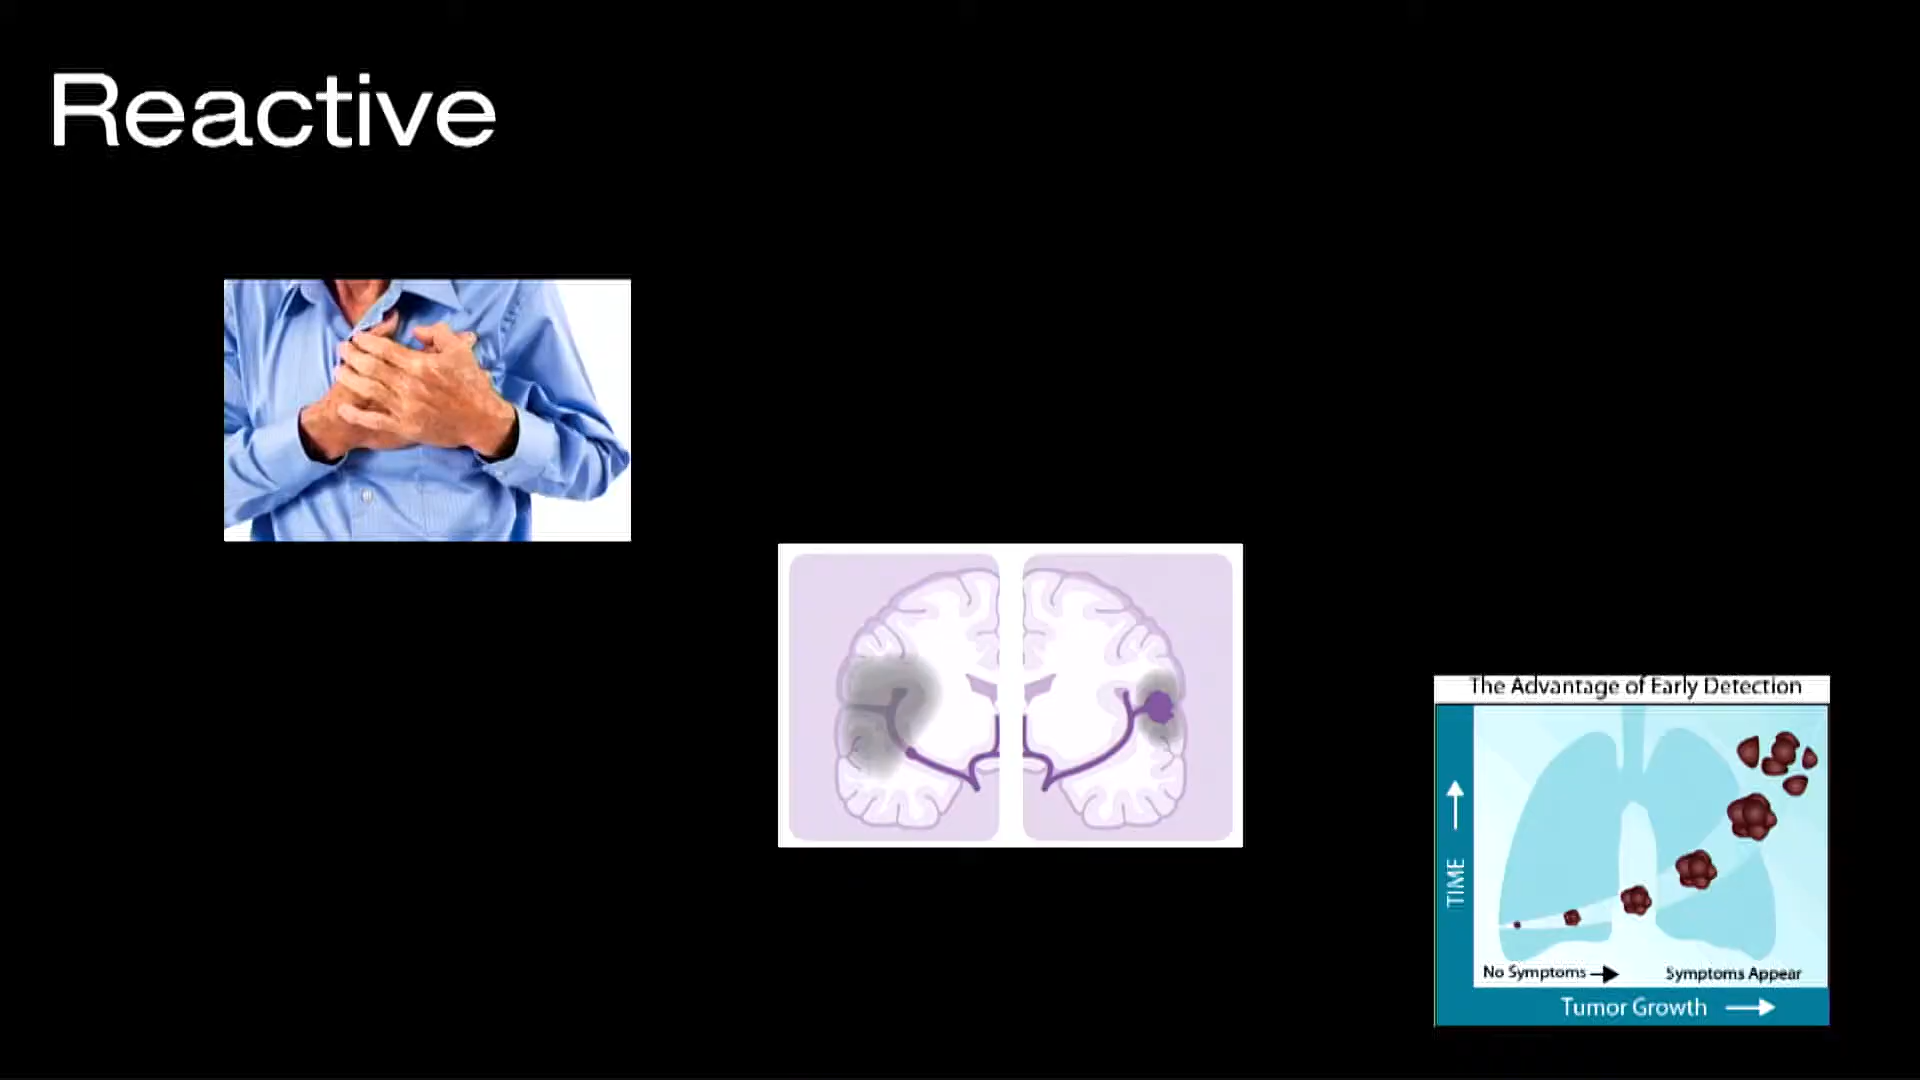 Reactive
The Advantage of Early Detection
TIME
No Symptoms
Symptoms Appear
Tumor Growth